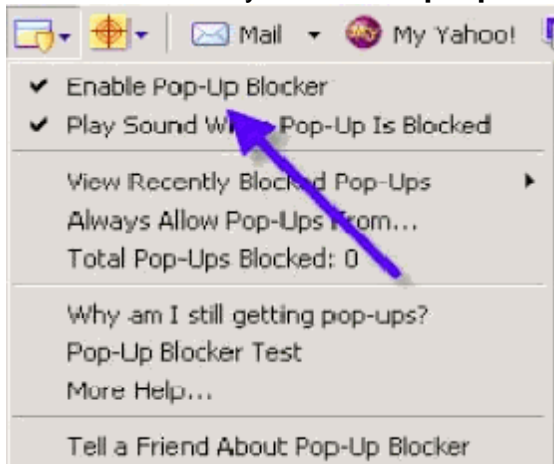 Mail My Yahoo!
Enable Pop-Up Blocker
Play Sound Pop-Up Is Blocked
View Recently Blocked Pop-Ups
Always Allow Pop-Ups From...
Total Pop-Ups Blocked: 0
Why am I still getting pop-ups?
Pop-Up Blocker Test
More Help...
Tell a Friend About Pop-Up Blocker